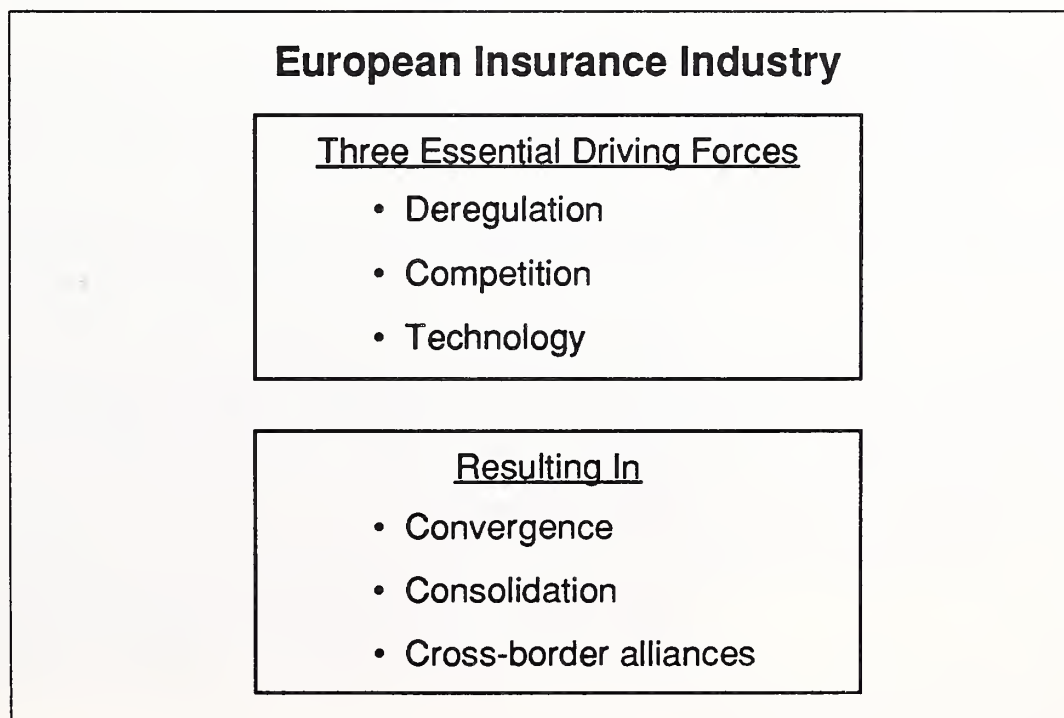 European Insurance Industry
Three Essential Driving Forces
• Deregulation
• Competition
• Technology
Resulting In
• Convergence
• Consolidation
• Cross-border alliances